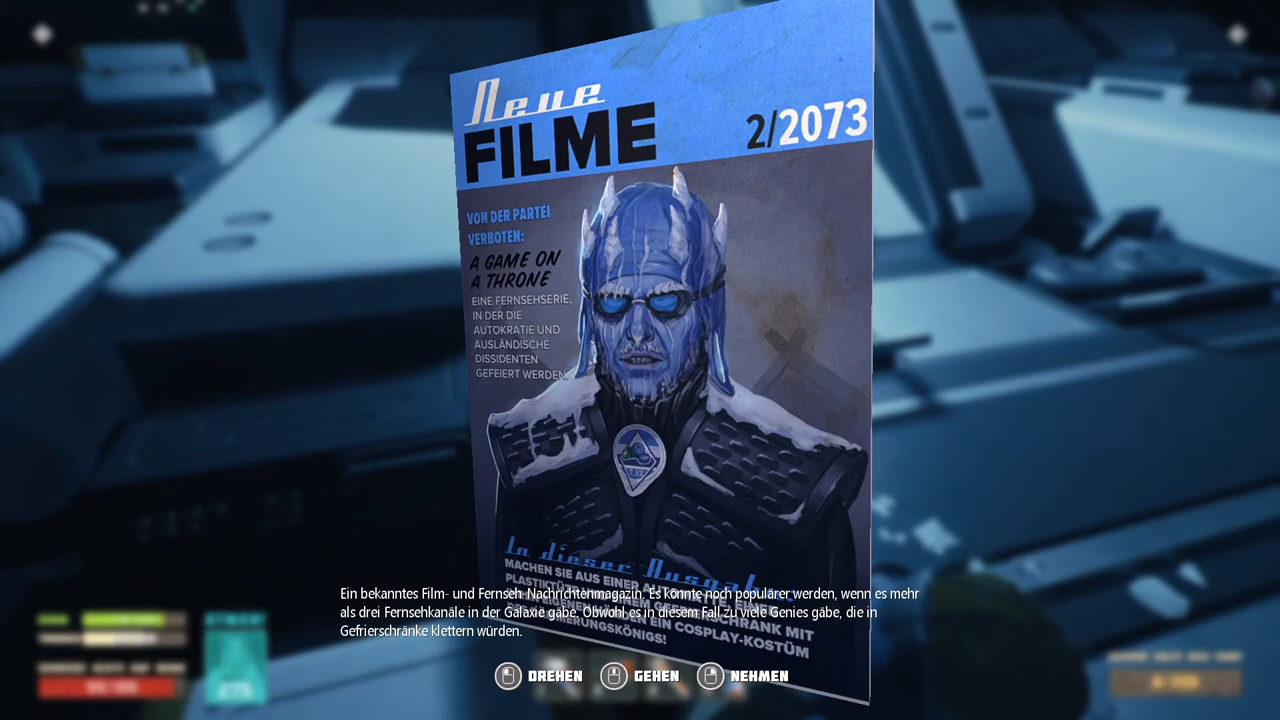 Neue
FILME
2/2073
VON DER PARTEI
VERBOTEN:
A GAME ON
A THRONE
EINE FERNSEHSERIE,
IN DER DIE
AUTOKRATIE UND
AUSLÄNDISCHE
DISSIDENTEN
GEFEIERT WERDEN.
In dieser Ausgabe
MACHEN SIE AUS EINER
PLASTIKTÜTE
SCHRANK MIT
EIN COSPLAY-KOSTÜM
Ein bekanntes Film- und Fernseh-Nachrichtenmagazin. Es könnte noch populärer werden, wenn es mehr
als drei Fernsehkanäle in der Galaxie gäbe. Obwohl es in diesem Fall zu viele Genies gäbe, die in
Gefrierschränke klettern würden.
DREHEN
GEHEN
NEHMEN